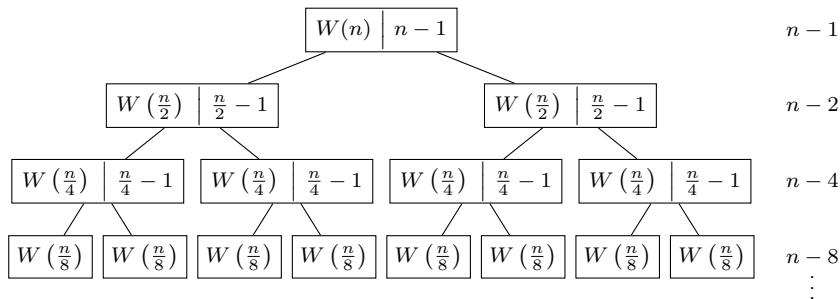 W(n) | n − 1 n − 1
W(n/2) | n/2 − 1 W(n/2) | n/2 − 1 n − 2
W(n/4) | n/4 − 1 W(n/4) | n/4 − 1 W(n/4) | n/4 − 1 W(n/4) | n/4 − 1 n − 4
W(n/8) W(n/8) W(n/8) W(n/8) W(n/8) W(n/8) W(n/8) W(n/8) n − 8
⋮